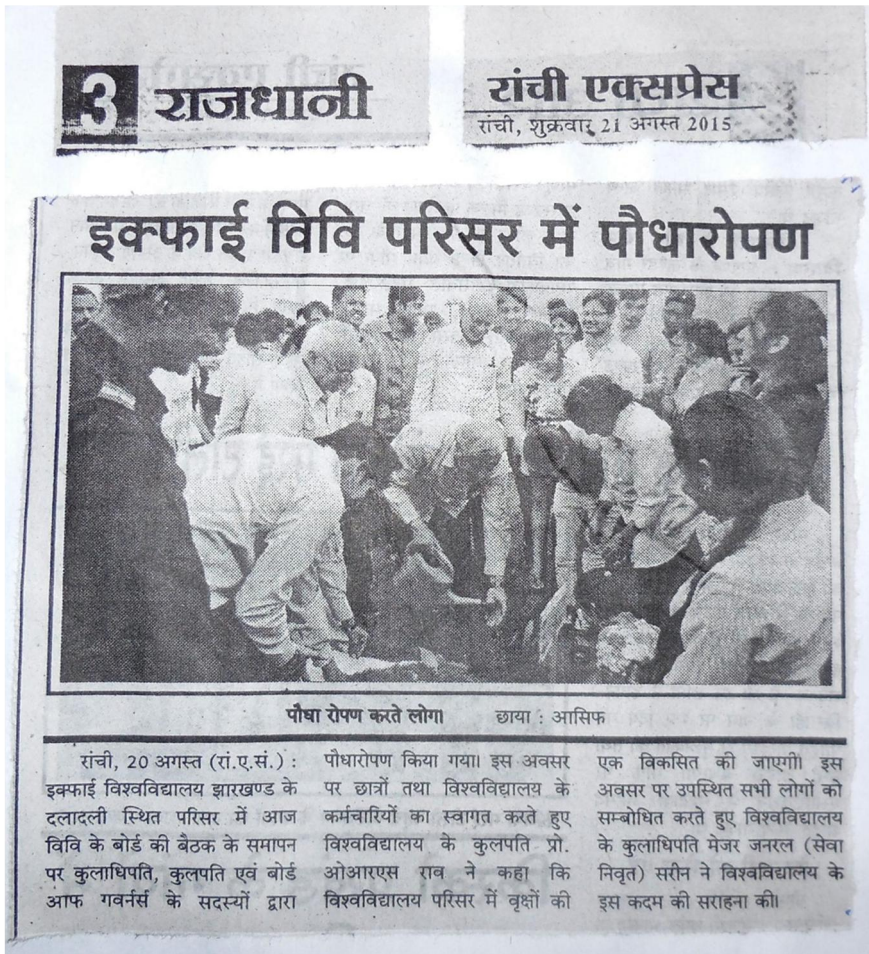 3 राजधानी
रांची एक्सप्रेस
रांची, शुक्रवार 21 अगस्त 2015
इक्फाई विवि परिसर में पौधारोपण
पौधा रोपण करते लोग। छाया : आसिफ
रांची, 20 अगस्त (रां.ए.सं.) :
इक्फाई विश्वविद्यालय झारखण्ड के
दलादली स्थित परिसर में आज
विवि के बोर्ड की बैठक के समापन
पर कुलाधिपति, कुलपति एवं बोर्ड
आफ गवर्नर्स के सदस्यों द्वारा
पौधारोपण किया गया। इस अवसर
पर छात्रों तथा विश्वविद्यालय के
कर्मचारियों का स्वागत करते हुए
विश्वविद्यालय के कुलपति प्रो.
ओआरएस राव ने कहा कि
विश्वविद्यालय परिसर में वृक्षों की
एक विकसित की जाएगी। इस
अवसर पर उपस्थित सभी लोगों को
सम्बोधित करते हुए विश्वविद्यालय
के कुलाधिपति मेजर जनरल (सेवा
निवृत) सरीन ने विश्वविद्यालय के
इस कदम की सराहना की।